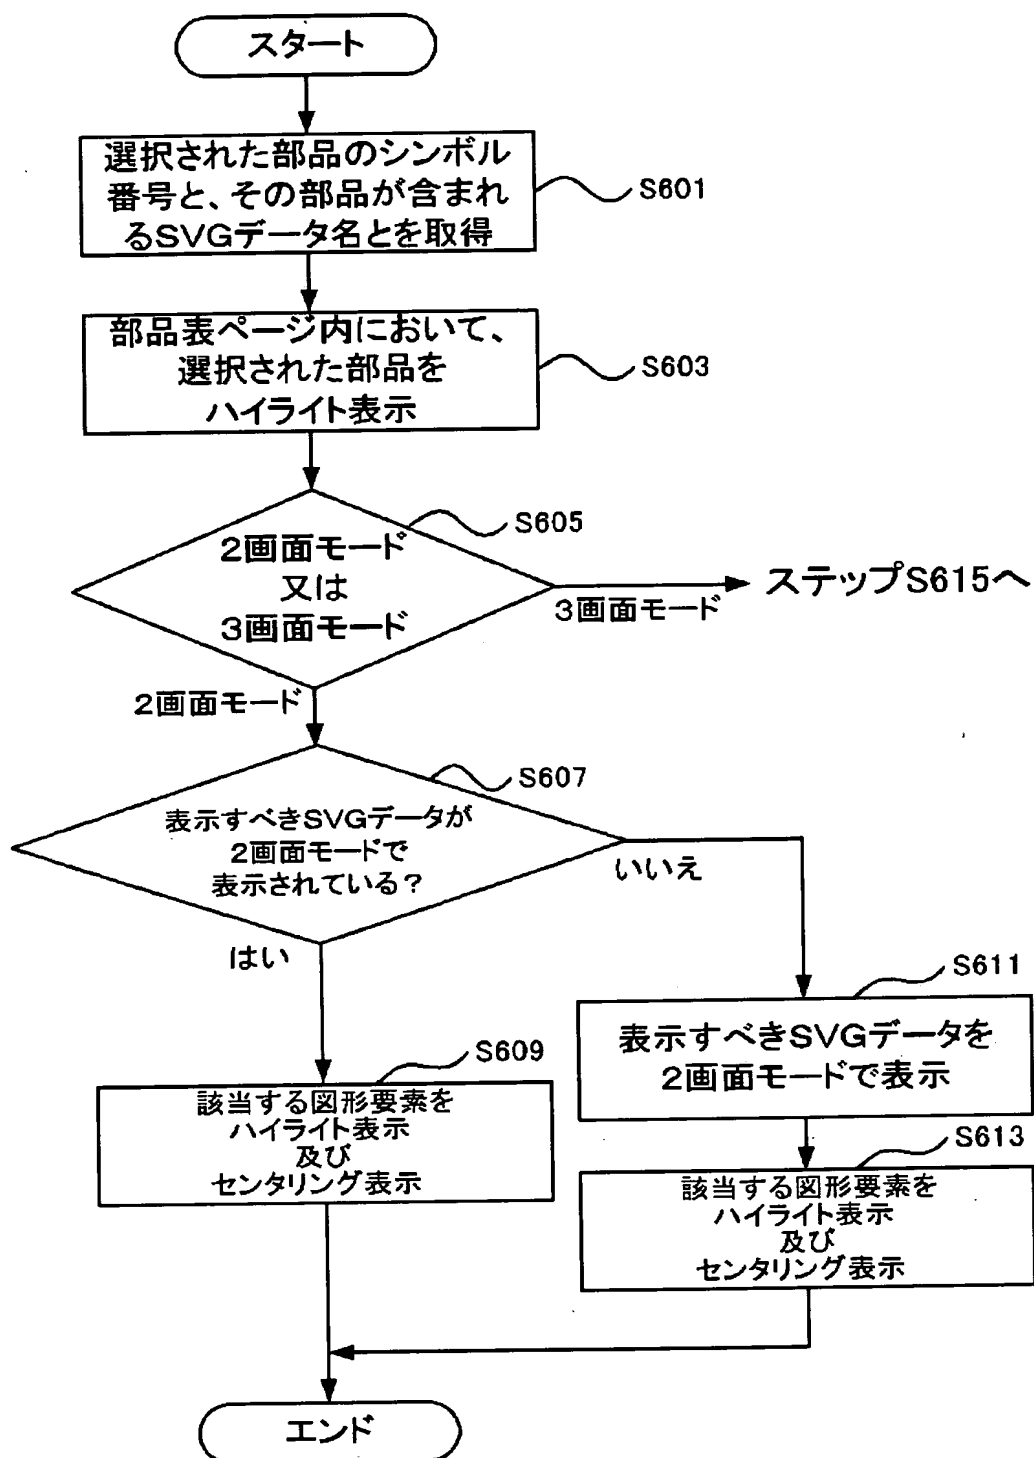 スタート
選択された部品のシンボル
番号と、その部品が含まれ
るSVGデータ名とを取得
S601
部品表ページ内において、
選択された部品を
ハイライト表示
S603
S605
2画面モード
又は
3画面モード
3画面モード
ステップS615へ
2画面モード
S607
表示すべきSVGデータが
2画面モードで
表示されている?
いいえ
はい
S611
表示すべきSVGデータを
2画面モードで表示
S609
該当する図形要素を
ハイライト表示
及び
センタリング表示
S613
該当する図形要素を
ハイライト表示
及び
センタリング表示
エンド